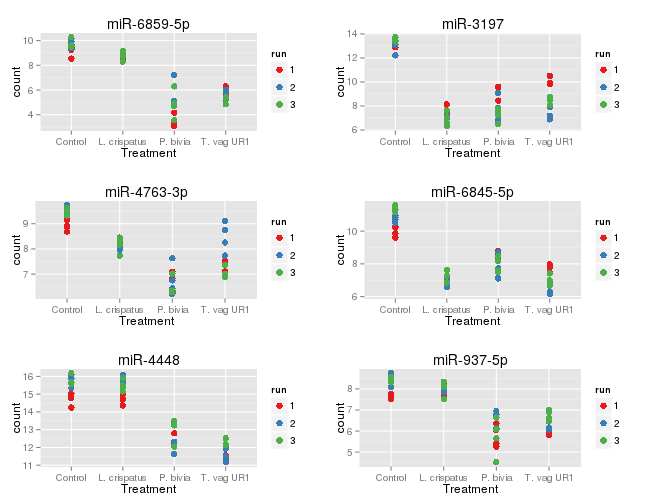 miR-6859-5p
count
10
8
6
4
Control L. crispatus P. bivia T. vag UR1
Treatment
run
1
2
3
miR-3197
count
14
12
10
8
6
Control L. crispatus P. bivia T. vag UR1
Treatment
run
1
2
3
miR-4763-3p
count
9
8
7
Control L. crispatus P. bivia T. vag UR1
Treatment
run
1
2
3
miR-6845-5p
count
10
8
6
Control L. crispatus P. bivia T. vag UR1
Treatment
run
1
2
3
miR-4448
count
16
15
14
13
12
11
Control L. crispatus P. bivia T. vag UR1
Treatment
run
1
2
3
miR-937-5p
count
8
7
6
5
Control L. crispatus P. bivia T. vag UR1
Treatment
run
1
2
3